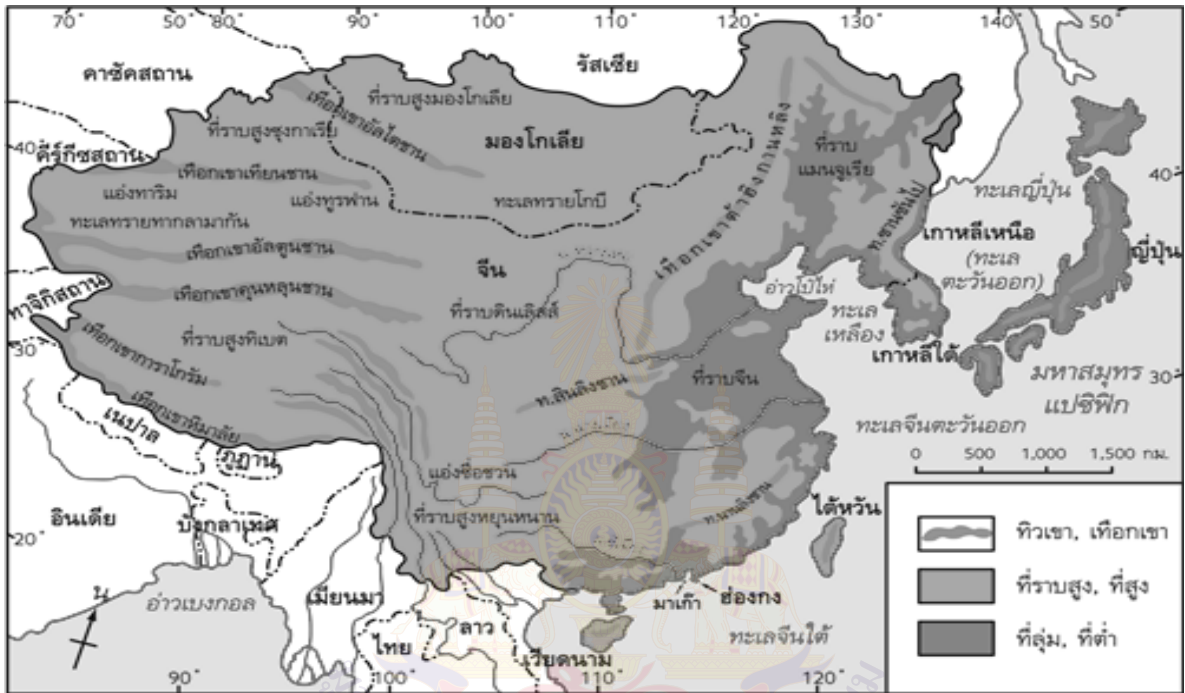 70° 50° 80° 90° 100° 110° 120° 130° 140° 50°
คาซัคสถาน
รัสเซีย
ที่ราบสูงมองโกเลีย
เทือกเขาอัลไตชาน
ที่ราบสูงซุงกาเรีย
มองโกเลีย
ที่ราบ
แมนจูเรีย
40°
คีร์กีซสถาน
เทือกเขาเทียนชาน
40°
แอ่งทาริม
แอ่งทูรฟาน
ทะเลทรายโกบี
เทือกเขาต้าชิงกานหลิง
ทะเลญี่ปุ่น
ทะเลทรายทากลามากัน
ท.ชานชันไป
เกาหลีเหนือ
(ทะเล
ตะวันออก)
ญี่ปุ่น
เทือกเขาอัลตูนชาน
จีน
ทาจิกิสถาน
เทือกเขาคุนหลุนชาน
อ่าวโป๋ไห่
ที่ราบดินเลิสส์
ทะเล
เหลือง
30°
เทือกเขาคาราโกรัม
ที่ราบสูงทิเบต
เกาหลีใต้
ที่ราบจีน
มหาสมุทร
แปซิฟิก
30°
ท.สินลิงชาน
เทือกเขาหิมาลัย
เนปาล
ทะเลจีนตะวันออก
ภูฏาน
แอ่งซื่อชวน
0 500 1,000 1,500 กม.
อินเดีย
บังกลาเทศ
ที่ราบสูงหยุนหนาน
ท.นานลิงชาน
ไต้หวัน
20°
ทิวเขา, เทือกเขา
ที่ราบสูง, ที่สูง
ที่ลุ่ม, ที่ต่ำ
น
อ่าวเบงกอล
เมียนมา
มาเก๊า
ฮ่องกง
ไทย
ลาว
เวียดนาม
ทะเลจีนใต้
90° 100° 110° 120°